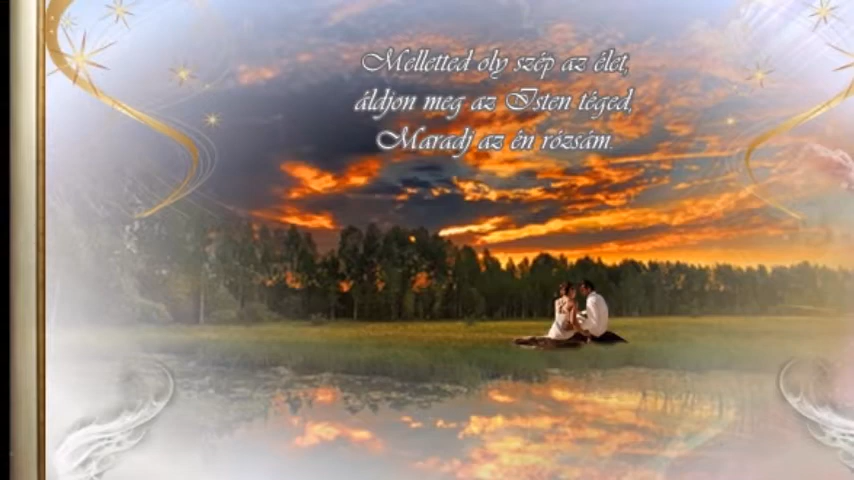 Melletted oly szép az élet,
áldjon meg az Isten téged,
Maradj az én rózsám.